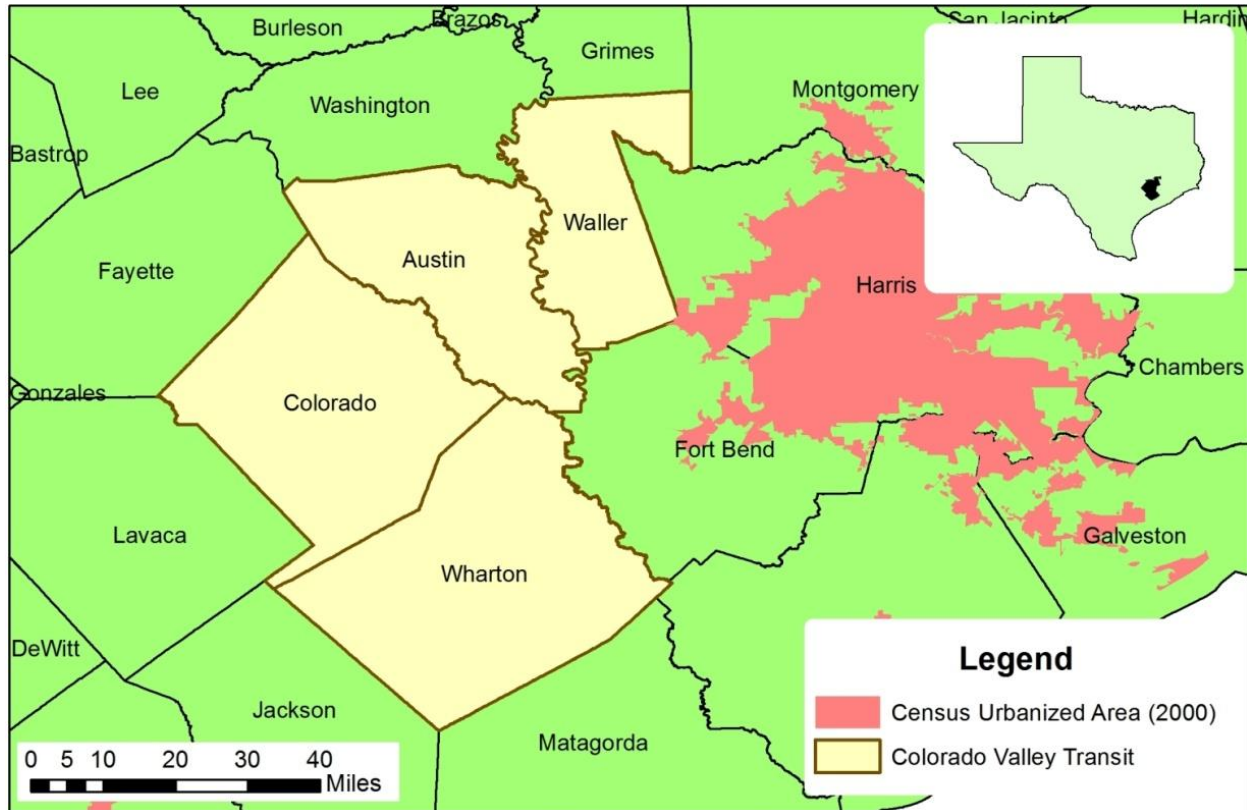 Burleson
Brazos
San Jacinto
Hardin
Grimes
Lee
Washington
Montgomery
Bastrop
Waller
Austin
Fayette
Harris
Chambers
Gonzales
Colorado
Fort Bend
Lavaca
Galveston
Wharton
DeWitt
Jackson
Matagorda
Legend
Census Urbanized Area (2000)
Colorado Valley Transit
0 5 10 20 30 40
Miles